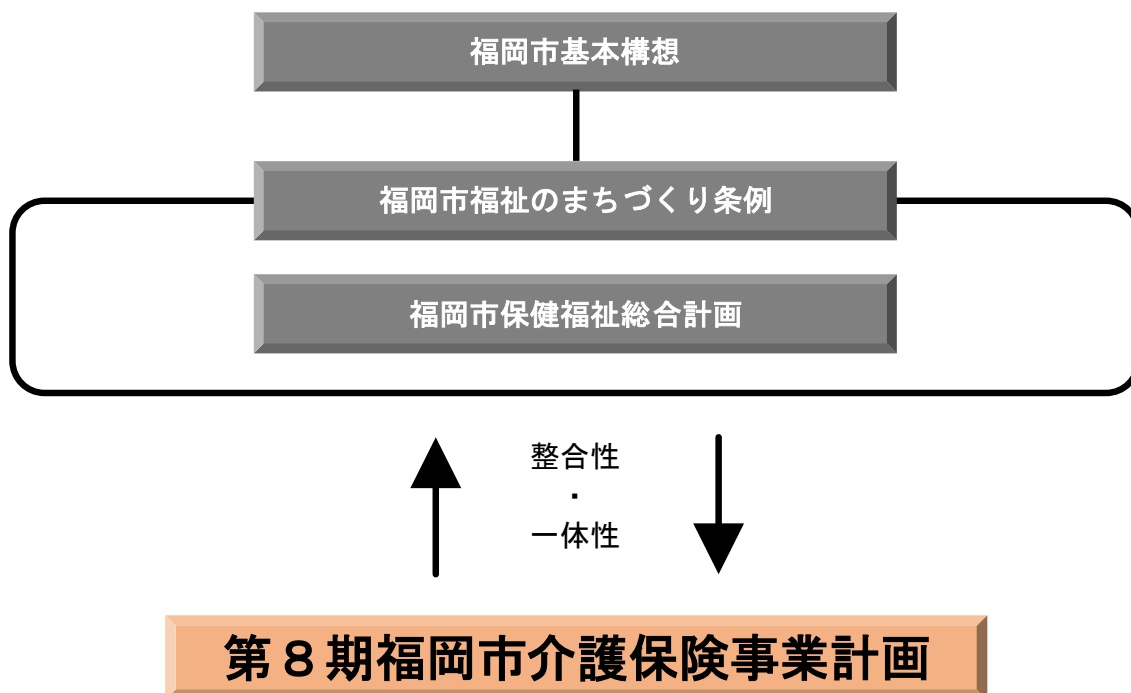 福岡市基本構想
福岡市福祉のまちづくり条例
福岡市保健福祉総合計画
整合性
・
一体性
第８期福岡市介護保険事業計画